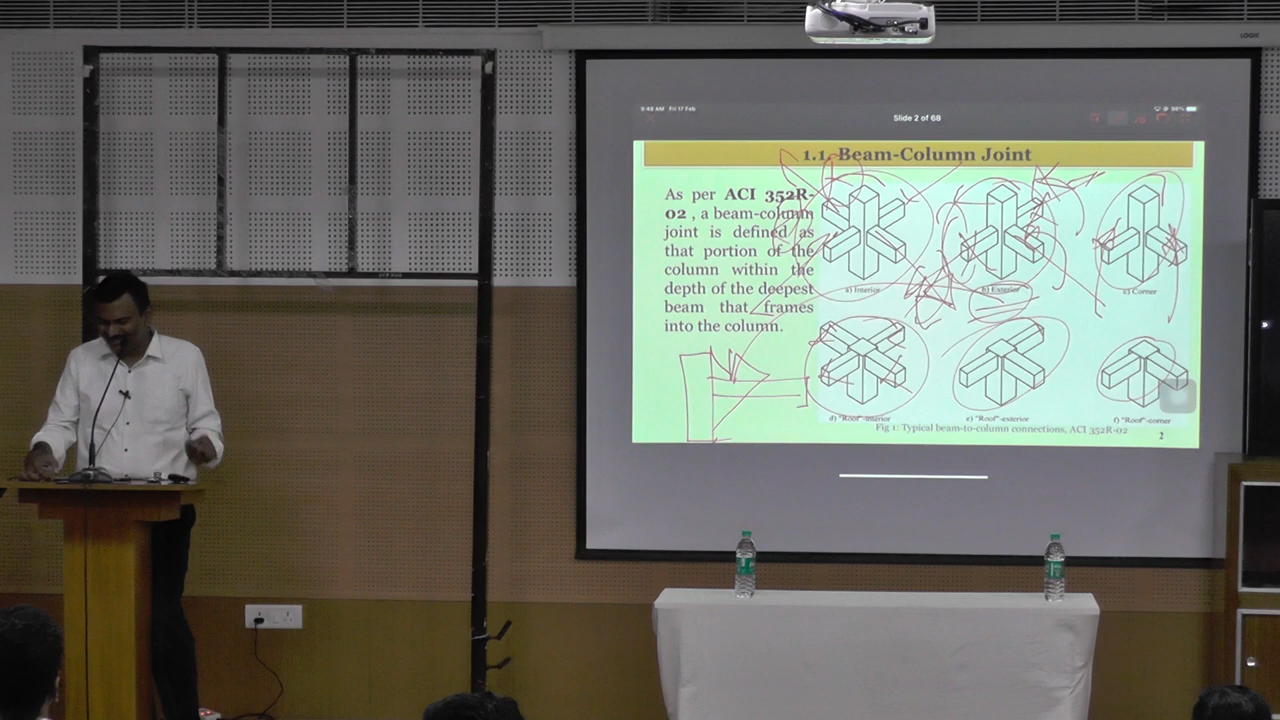 LOGIC
9:48 AM Fri 17 Feb
98%
Slide 2 of 68
1.1. Beam-Column Joint
As per ACI 352R-
02 , a beam-column
joint is defined as
that portion of the
column within the
depth of the deepest
beam that frames
into the column.
a) Interior
b) Exterior
c) Corner
d) "Roof"-interior
e) "Roof"-exterior
f) "Roof"-corner
Fig 1: Typical beam-to-column connections, ACI 352R-02
2